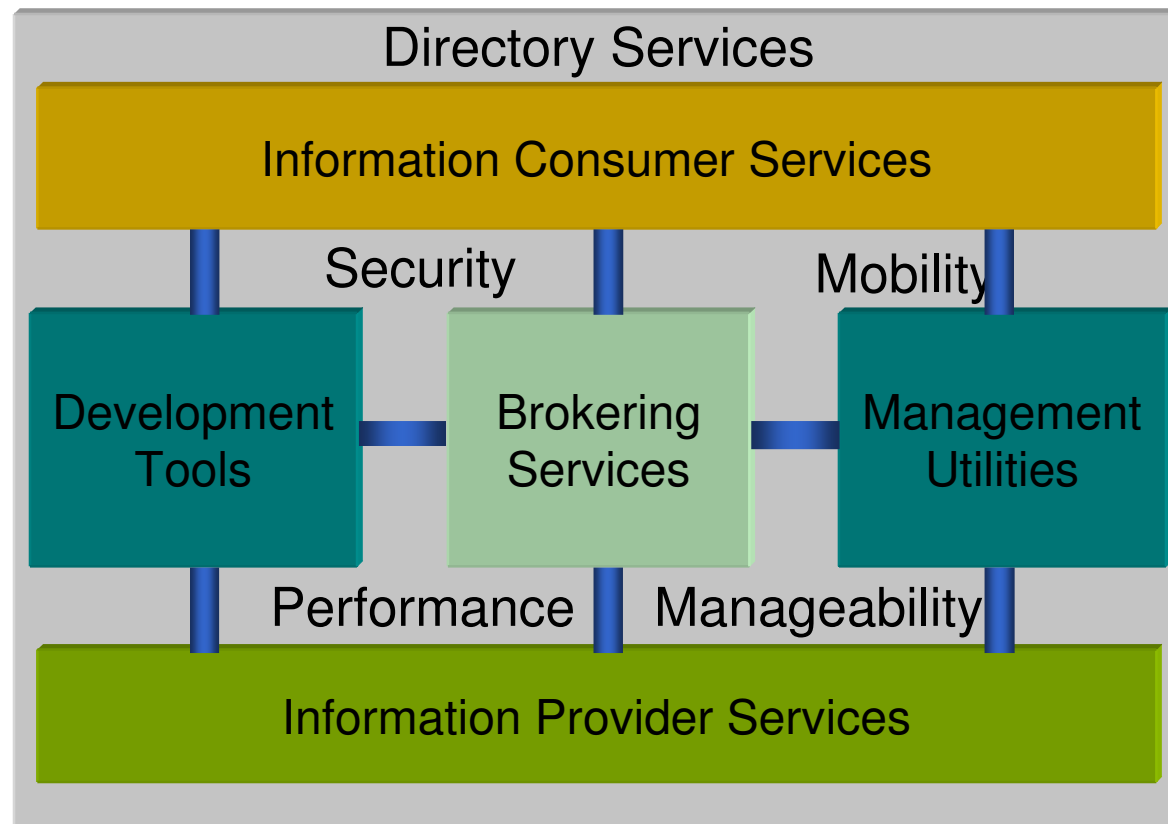 Directory Services
Information Consumer Services
Security
Mobility
Development
Tools
Brokering
Services
Management
Utilities
Performance
Manageability
Information Provider Services